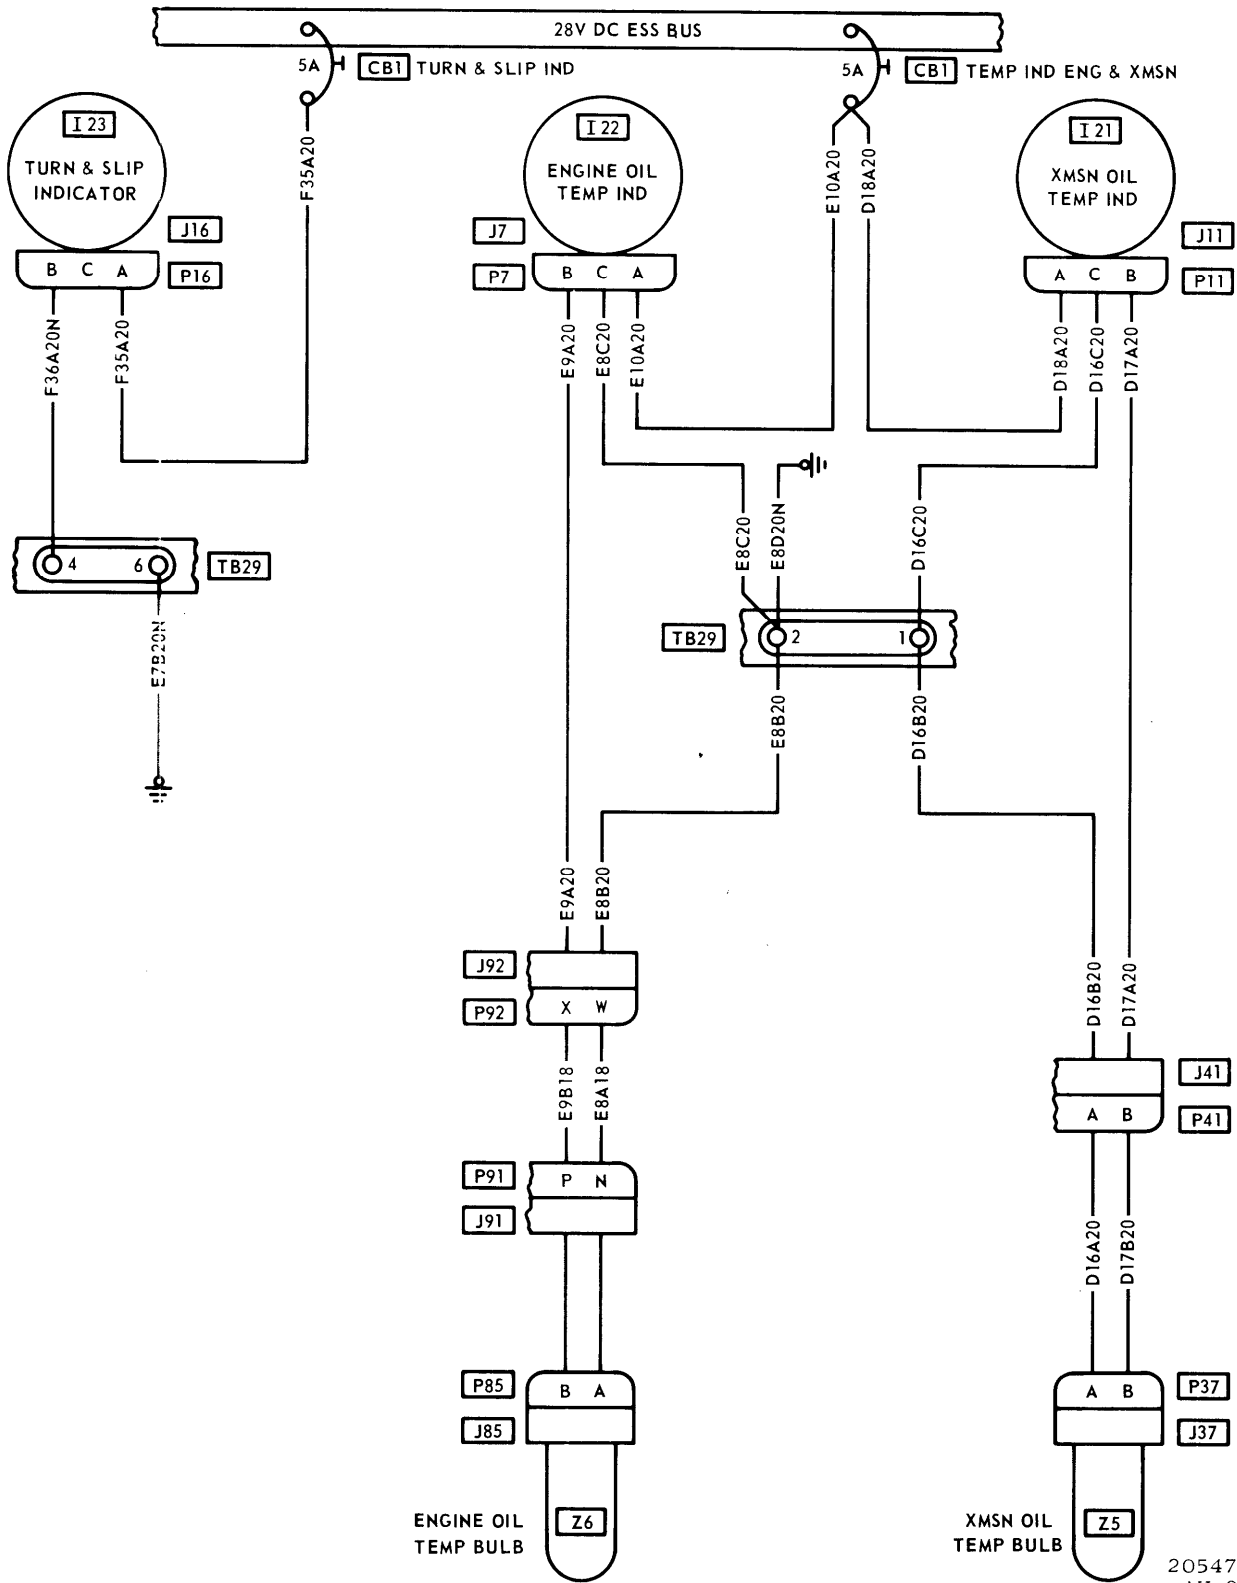 28V DC ESS BUS
5A CB1 TURN & SLIP IND
5A CB1 TEMP IND ENG & XMSN
I 23
TURN & SLIP
INDICATOR
J16
B C A
P16
F35A20
F36A20N
F35A20
4 6
TB29
E7B20N
I 22
ENGINE OIL
TEMP IND
J7
P7
B C A
E10A20
D18A20
E9A20
E8C20
E10A20
I 21
XMSN OIL
TEMP IND
J11
A C B
P11
D18A20
D16C20
D17A20
E8C20
E8D20N
D16C20
TB29
2 1
E8B20
D16B20
E9A20
E8B20
J92
P92
X W
E9B18
E8A18
P91
P N
J91
P85
B A
J85
ENGINE OIL
TEMP BULB
Z6
D16B20
D17A20
J41
A B
P41
D16A20
D17B20
A B
P37
J37
XMSN OIL
TEMP BULB
Z5
20547